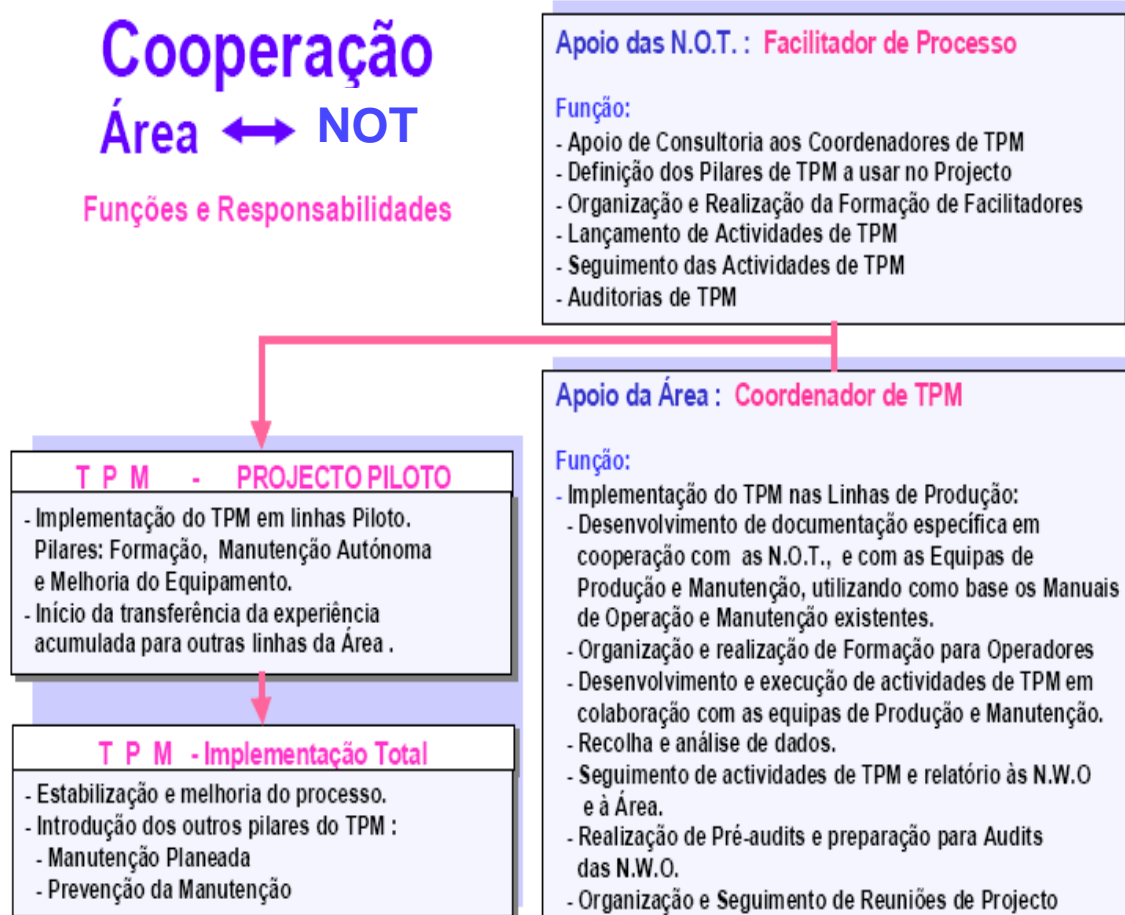 Cooperação
Área ↔ NOT
Funções e Responsabilidades
Apoio das N.O.T. : Facilitador de Processo
Função:
- Apoio de Consultoria aos Coordenadores de TPM
- Definição dos Pilares de TPM a usar no Projecto
- Organização e Realização da Formação de Facilitadores
- Lançamento de Actividades de TPM
- Seguimento das Actividades de TPM
- Auditorias de TPM
Apoio da Área : Coordenador de TPM
Função:
- Implementação do TPM nas Linhas de Produção:
- Desenvolvimento de documentação específica em
cooperação com as N.O.T., e com as Equipas de
Produção e Manutenção, utilizando como base os Manuais
de Operação e Manutenção existentes.
- Organização e realização de Formação para Operadores
- Desenvolvimento e execução de actividades de TPM em
colaboração com as equipas de Produção e Manutenção.
- Recolha e análise de dados.
- Seguimento de actividades de TPM e relatório às N.W.O
e à Área.
- Realização de Pré-audits e preparação para Audits
das N.W.O.
- Organização e Seguimento de Reuniões de Projecto
T P M - PROJECTO PILOTO
- Implementação do TPM em linhas Piloto.
Pilares: Formação, Manutenção Autónoma
e Melhoria do Equipamento.
- Início da transferência da experiência
acumulada para outras linhas da Área .
T P M - Implementação Total
- Estabilização e melhoria do processo.
- Introdução dos outros pilares do TPM :
- Manutenção Planeada
- Prevenção da Manutenção